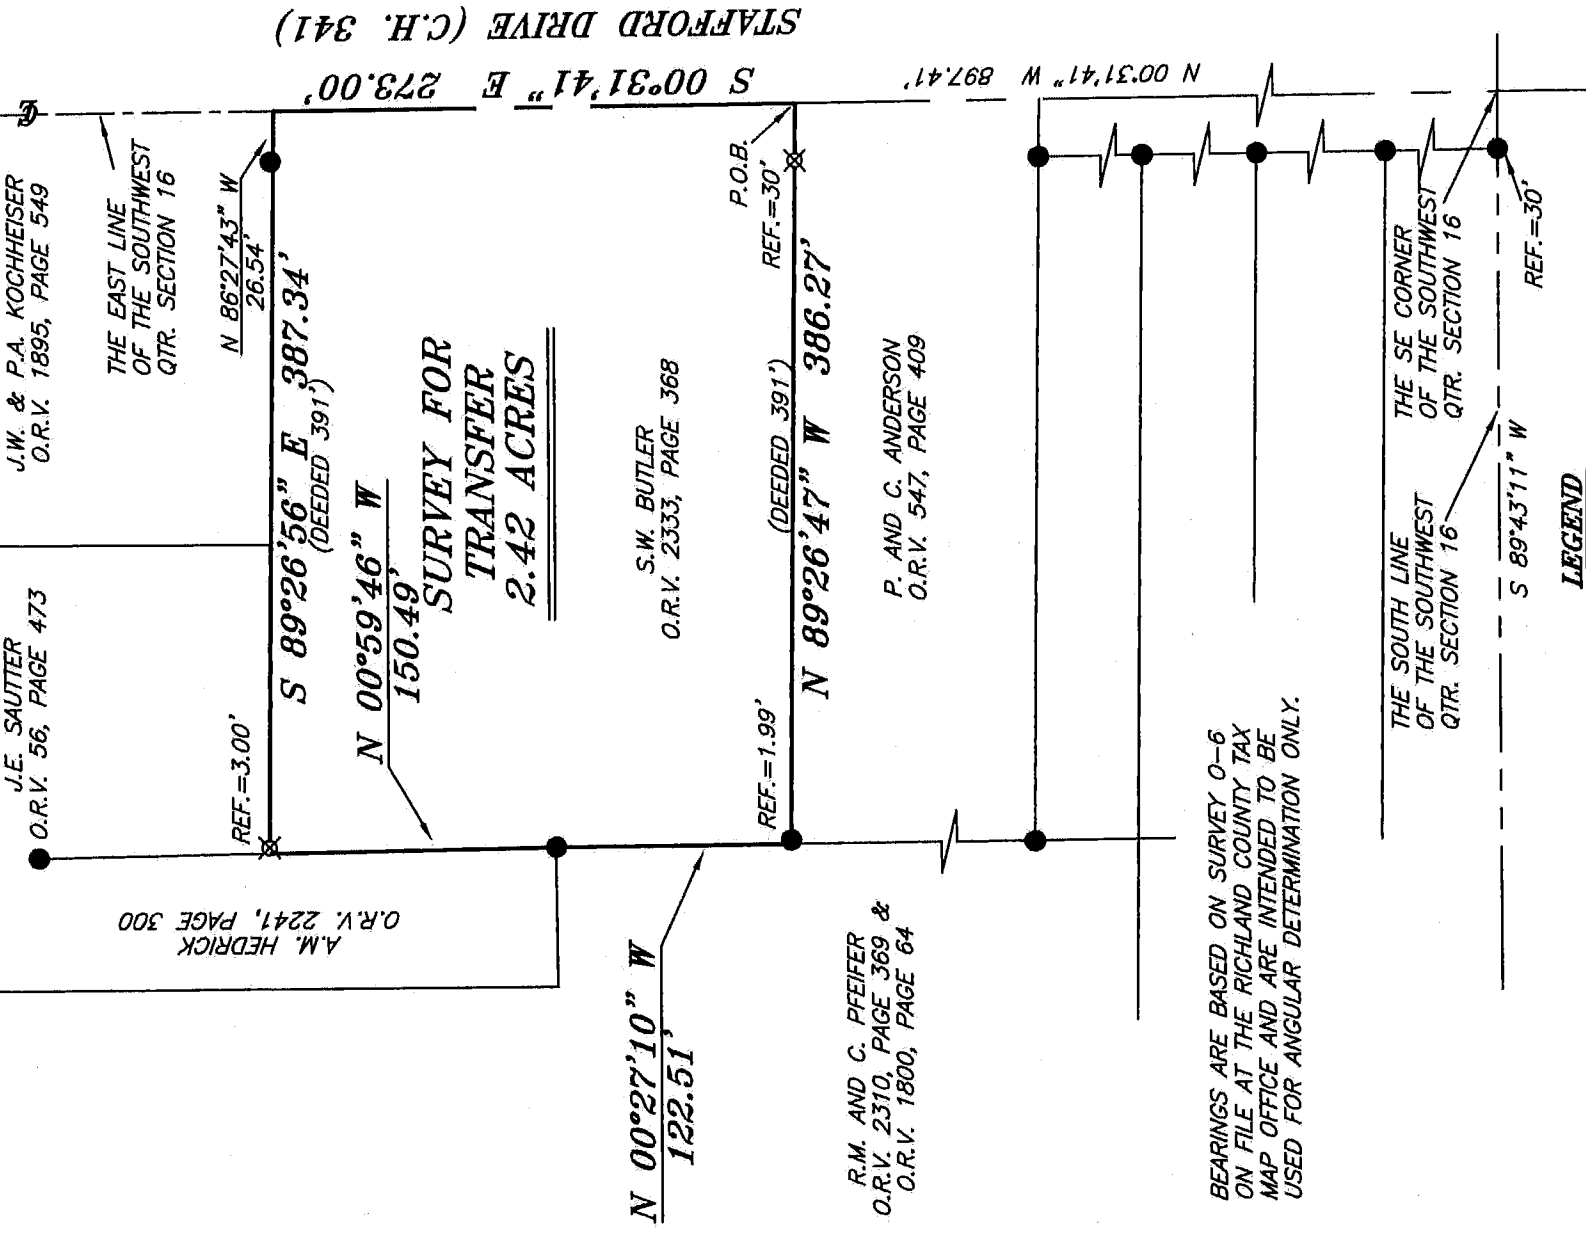 STAFFORD DRIVE (C.H. 341)
S 00°31'41" E 273.00'
N 00°31'41" W 897.41'
℄
J.W. & P.A. KOCHHEISER
O.R.V. 1895, PAGE 549
THE EAST LINE
OF THE SOUTHWEST
QTR. SECTION 16
N 86°27'43" W
26.54'
P.O.B.
REF.=30'
S 89°26'56" E 387.34'
(DEEDED 391')
SURVEY FOR
TRANSFER
2.42 ACRES
S.W. BUTLER
O.R.V. 2333, PAGE 368
(DEEDED 391')
N 89°26'47" W 386.27'
P. AND C. ANDERSON
O.R.V. 547, PAGE 409
THE SE CORNER
OF THE SOUTHWEST
QTR. SECTION 16
REF.=30'
J.E. SAUTTER
O.R.V. 56, PAGE 473
REF.=3.00'
N 00°59'46" W
150.49'
REF.=1.99'
THE SOUTH LINE
OF THE SOUTHWEST
QTR. SECTION 16
S 89°43'11" W
LEGEND
A.M. HEDRICK
O.R.V. 2241, PAGE 300
N 00°27'10" W
122.51'
R.M. AND C. PFEIFER
O.R.V. 2310, PAGE 369 &
O.R.V. 1800, PAGE 64
BEARINGS ARE BASED ON SURVEY O-6
ON FILE AT THE RICHLAND COUNTY TAX
MAP OFFICE AND ARE INTENDED TO BE
USED FOR ANGULAR DETERMINATION ONLY.